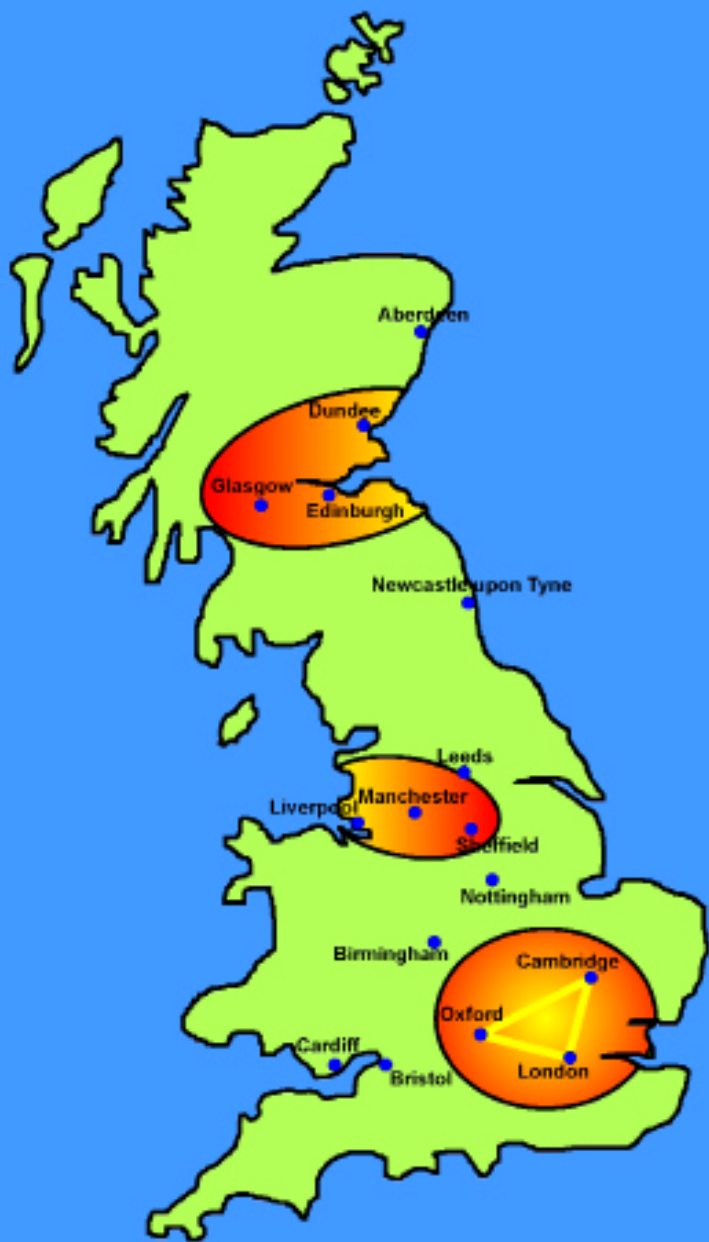 Aberdeen
Dundee
Glasgow
Edinburgh
Newcastle upon Tyne
Leeds
Manchester
Liverpool
Sheffield
Nottingham
Birmingham
Cambridge
Oxford
Cardiff
London
Bristol